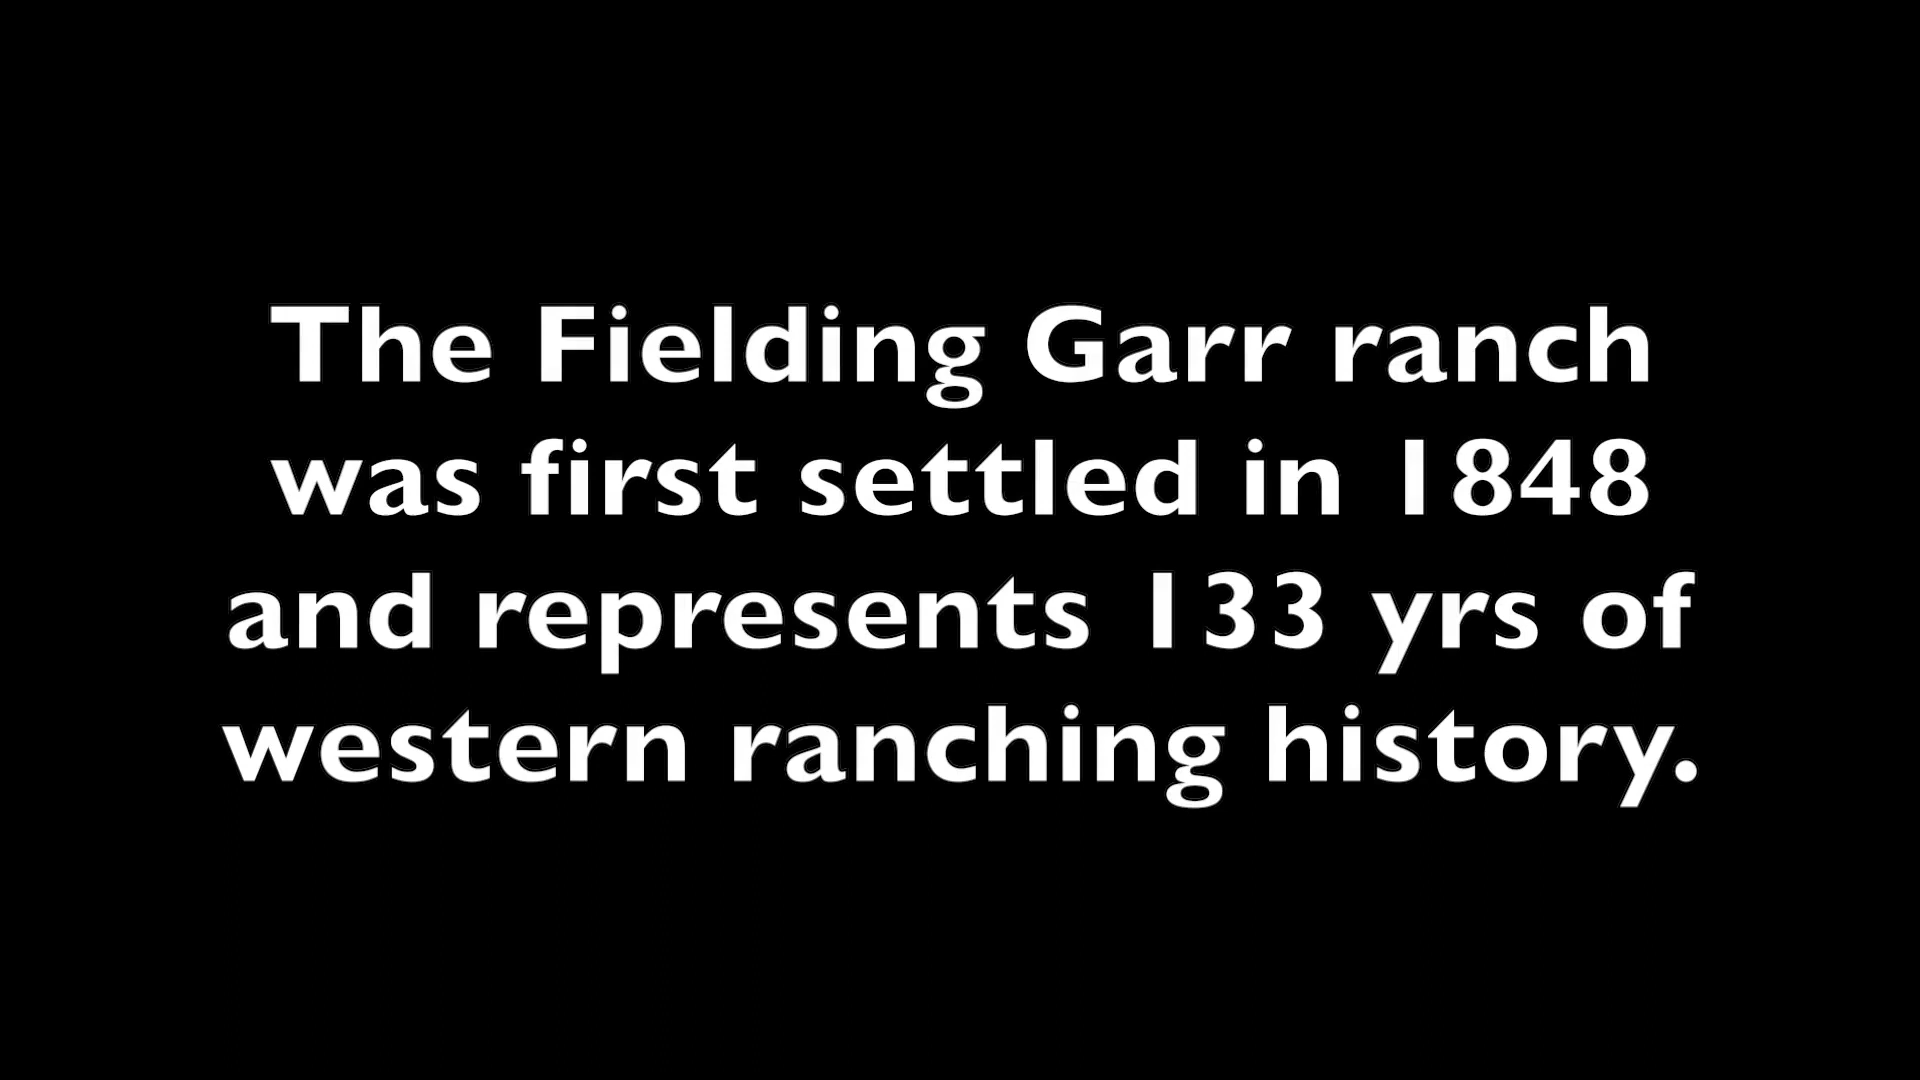 The Fielding Garr ranch
was first settled in 1848
and represents 133 yrs of
western ranching history.